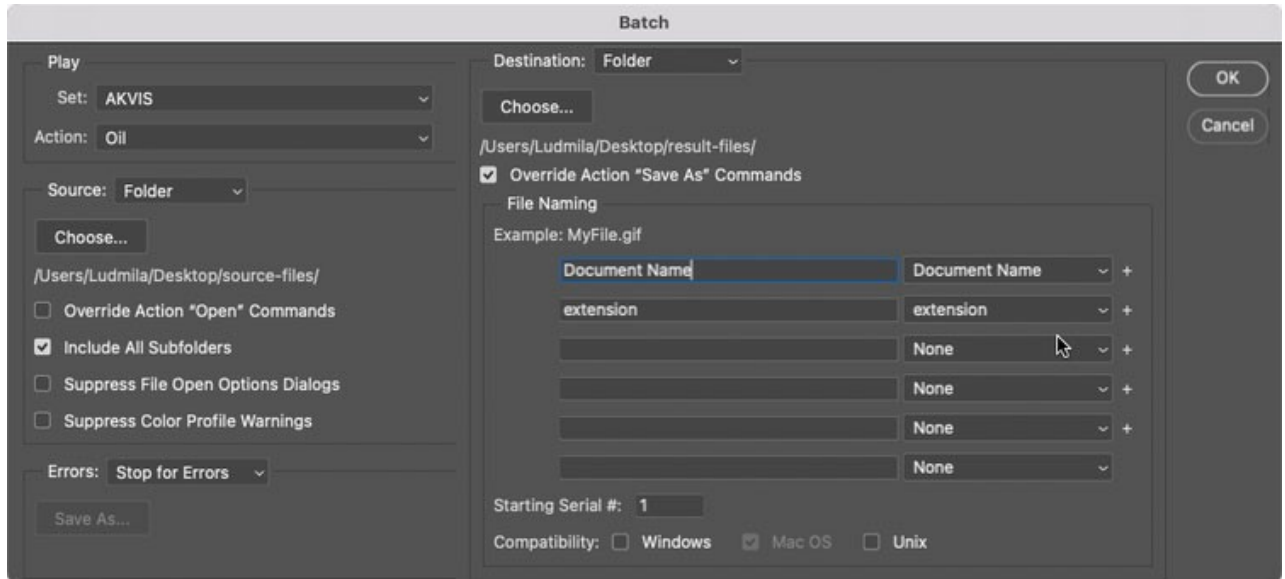 Batch
Play
Set: AKVIS
Action: Oil
Source: Folder
Choose...
/Users/Ludmila/Desktop/source-files/
Override Action "Open" Commands
Include All Subfolders
Suppress File Open Options Dialogs
Suppress Color Profile Warnings
Errors: Stop for Errors
Save As...
Destination: Folder
Choose...
/Users/Ludmila/Desktop/result-files/
Override Action "Save As" Commands
File Naming
Example: MyFile.gif
Document Name Document Name +
extension extension +
None +
None +
None +
None
Starting Serial #: 1
Compatibility: Windows Mac OS Unix
OK
Cancel